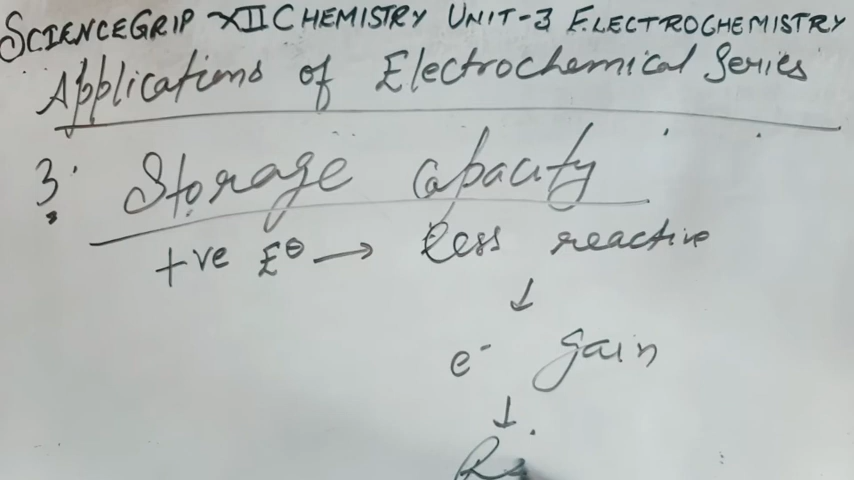 SCIENCEGRIP XII CHEMISTRY UNIT-3 ELECTROCHEMISTRY
Applications of Electrochemical Series
3. Storage Capacity
+ve E⊖ → Less reactive
↓
e⁻ gain
↓